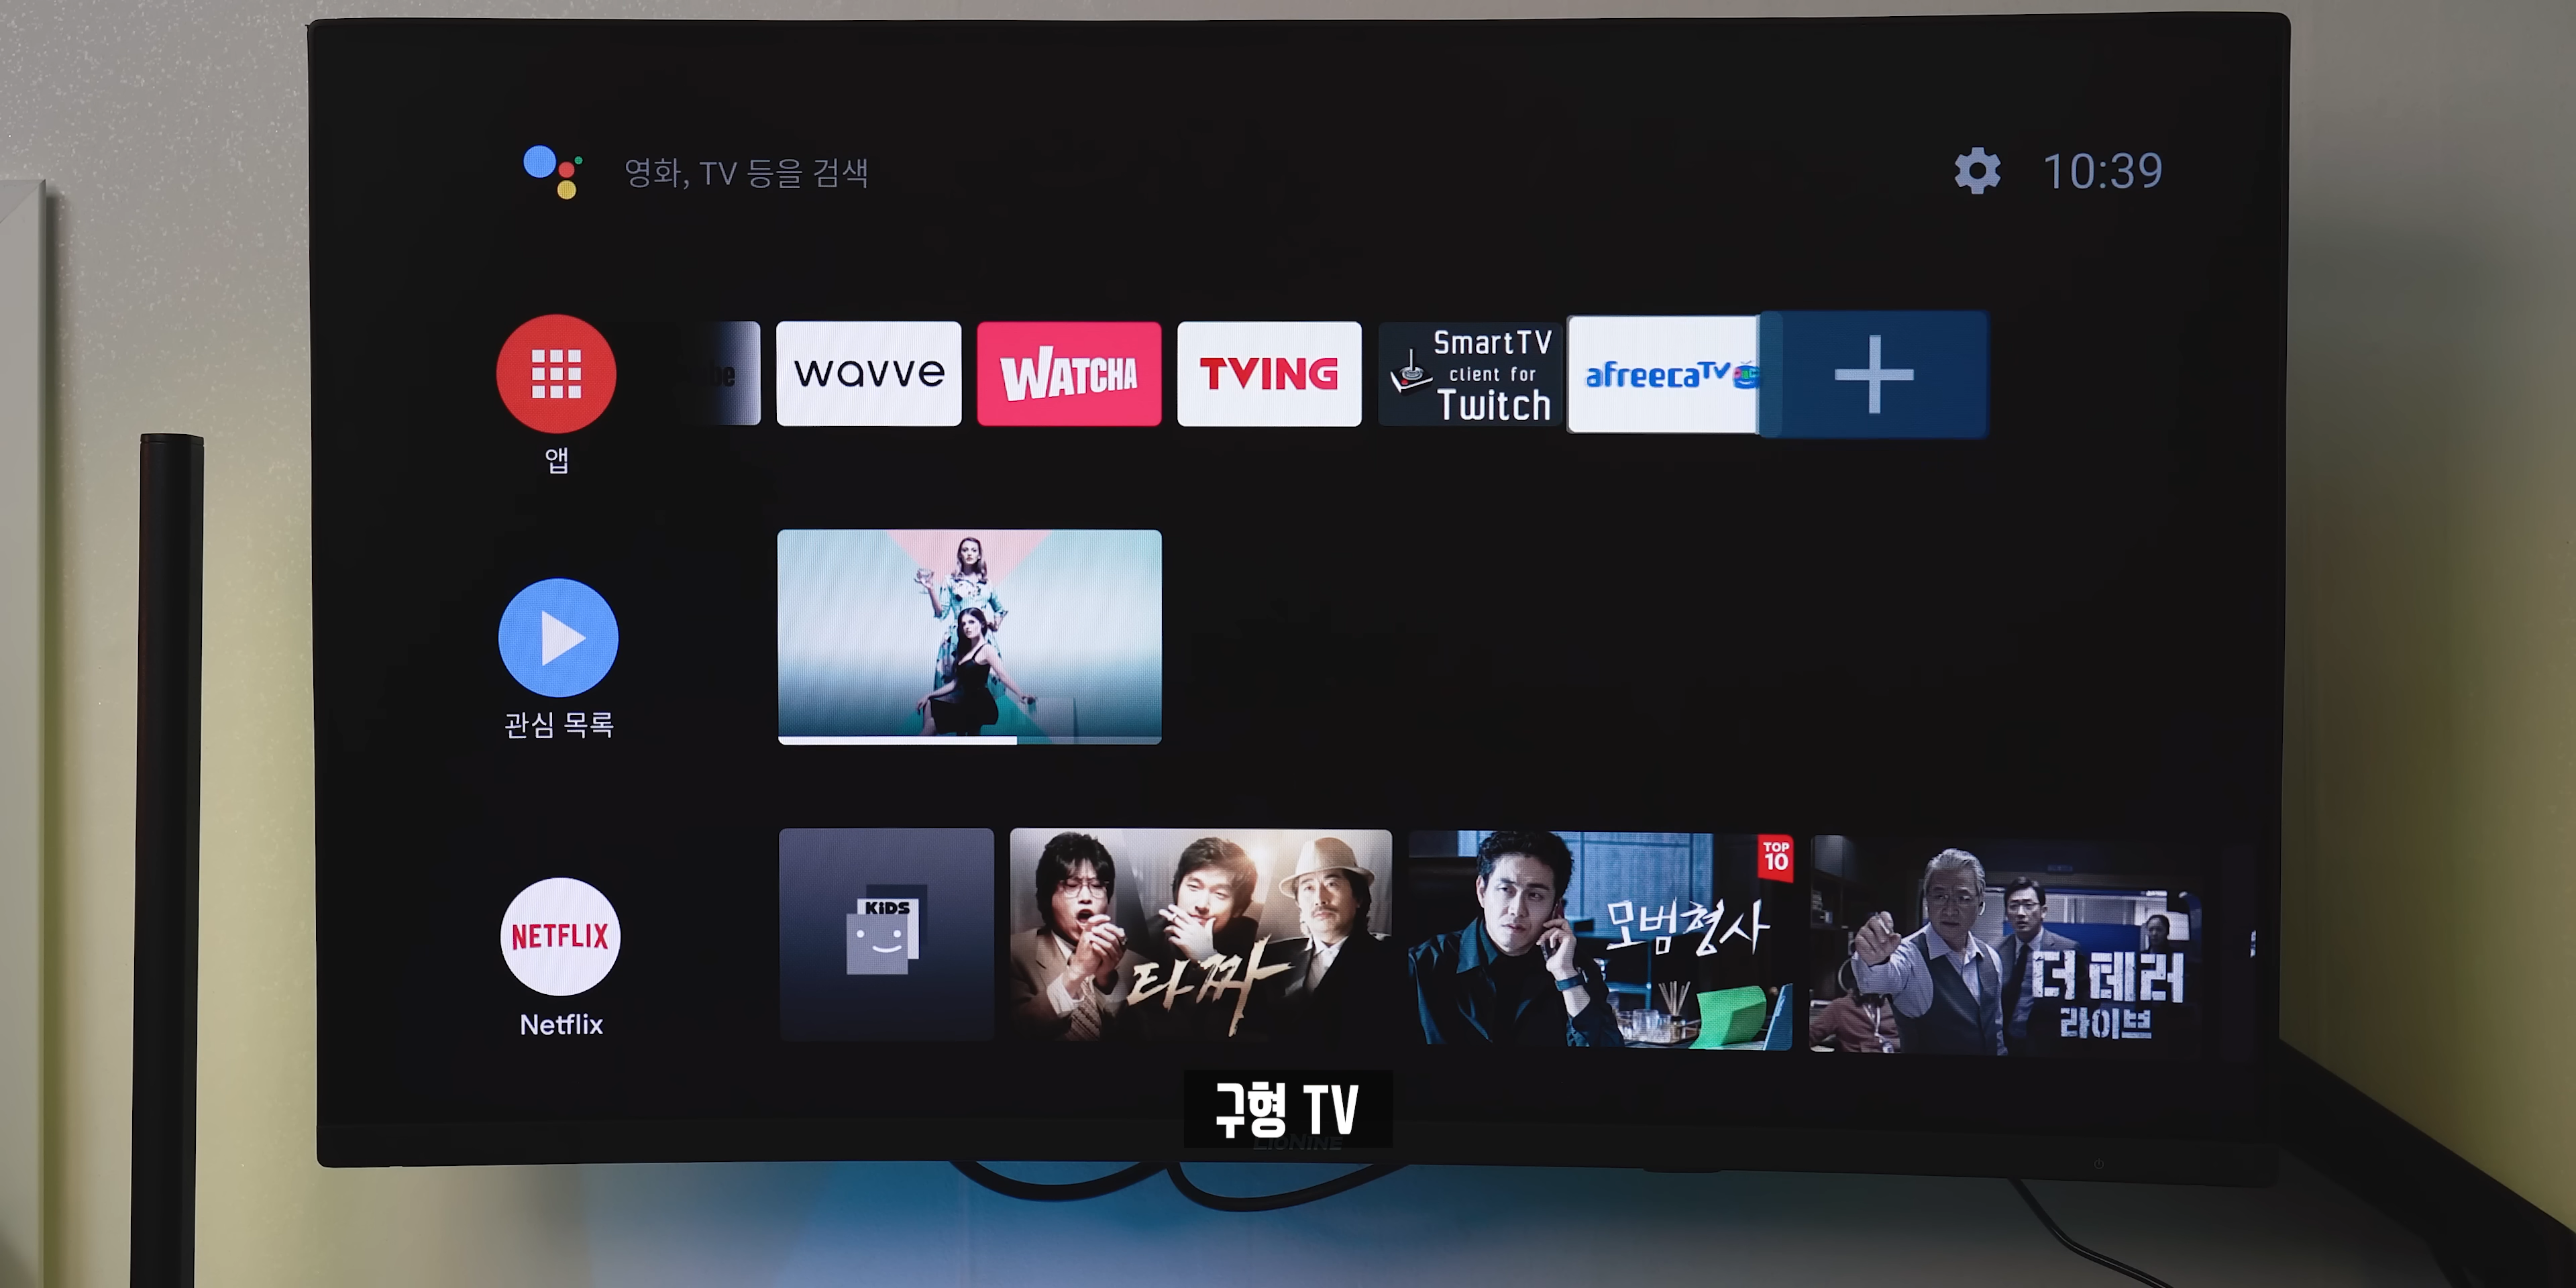 영화, TV 등을 검색
10:39
be
wavve
WATCHA
TVING
SmartTV
client for
Twitch
afreecaTV
앱
관심 목록
NETFLIX
Netflix
KiDS
타짜
모범형사
TOP
10
더 테러
라이브
구형 TV
LIONINE